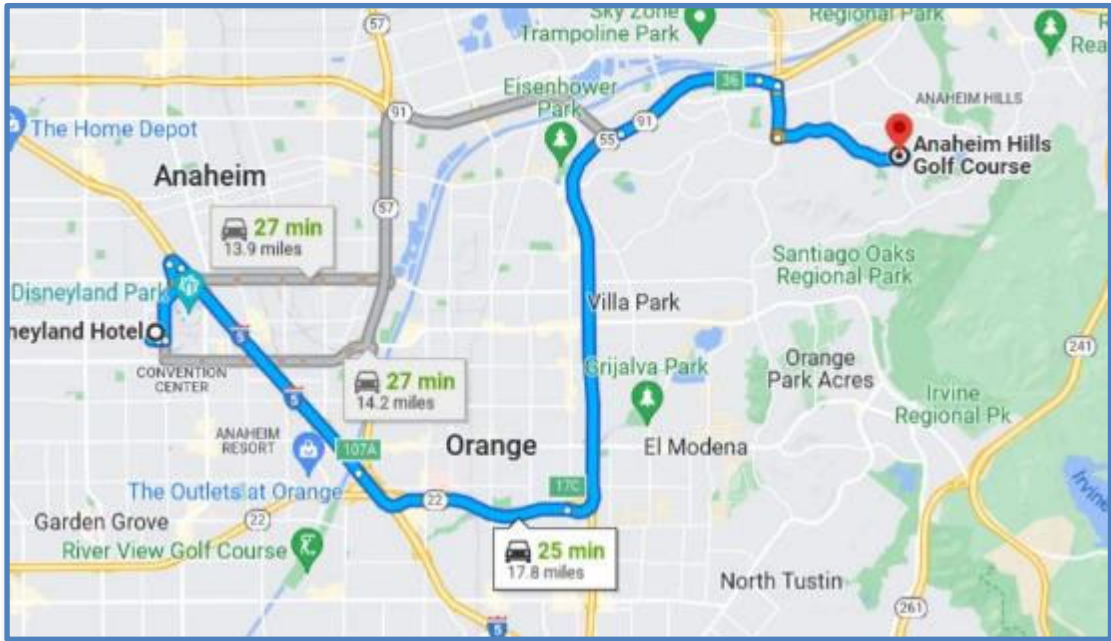 57
Sky Zone
Trampoline Park
Regional Park
R
Rea
Eisenhower
Park
36
91
55
91
ANAHEIM HILLS
Anaheim Hills
Golf Course
The Home Depot
Anaheim
57
27 min
13.9 miles
Santiago Oaks
Regional Park
Disneyland Park
Villa Park
neyland Hotel
5
241
CONVENTION
CENTER
27 min
14.2 miles
Grijalva Park
Orange
Park Acres
Irvine
Regional Pk
5
ANAHEIM
RESORT
107A
Orange
El Modena
The Outlets at Orange
17C
22
Irvine
Garden Grove
22
River View Golf Course
25 min
17.8 miles
North Tustin
261
5